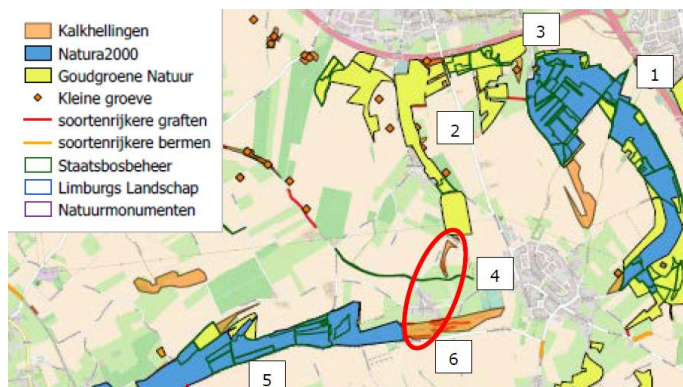 Kalkhellingen
Natura2000
Goudgroene Natuur
Kleine groeve
soortenrijkere graften
soortenrijkere bermen
Staatsbosbeheer
Limburgs Landschap
Natuurmonumenten
3
1
2
4
6
5